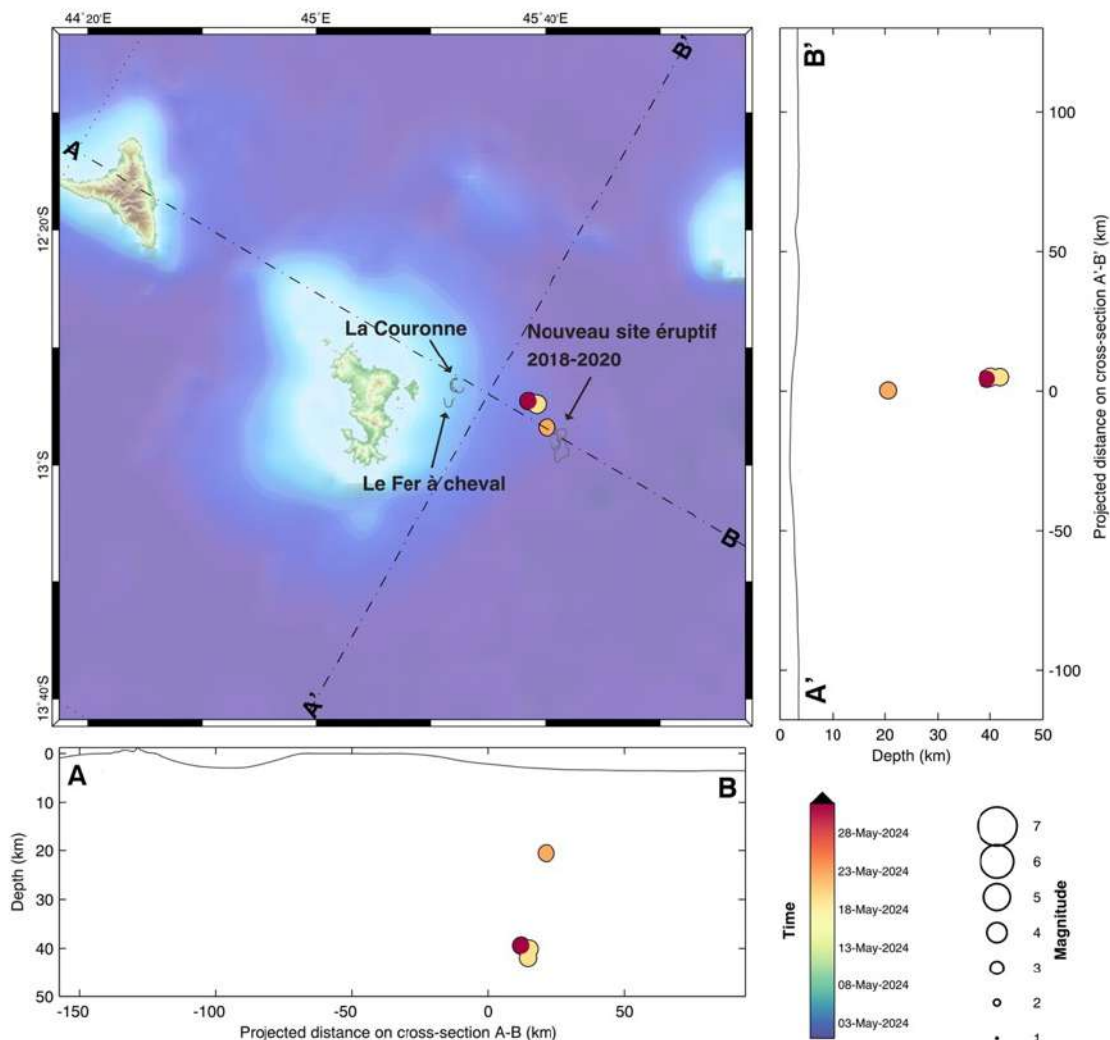 44˚20'E
45˚E
45˚40'E
12˚20'S
13˚S
13˚40'S
A
B'
La Couronne
Nouveau site éruptif
2018-2020
Le Fer à cheval
B
A'
B'
A'
100
50
0
-50
-100
Projected distance on cross-section A'-B' (km)
0 10 20 30 40 50
Depth (km)
A
B
0
10
20
30
40
50
Depth (km)
-150 -100 -50 0 50
Projected distance on cross-section A-B (km)
Time
28-May-2024
23-May-2024
18-May-2024
13-May-2024
08-May-2024
03-May-2024
7
6
5
4
3
2
1
Magnitude